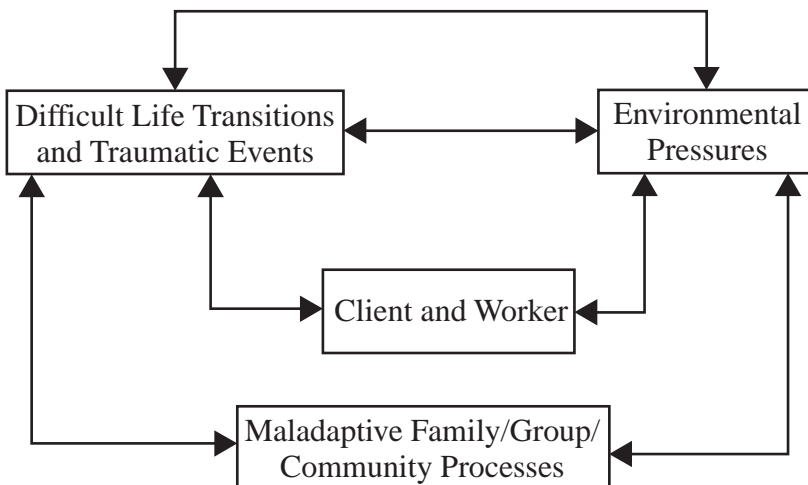 Difficult Life Transitions
and Traumatic Events
Environmental
Pressures
Client and Worker
Maladaptive Family/Group/
Community Processes